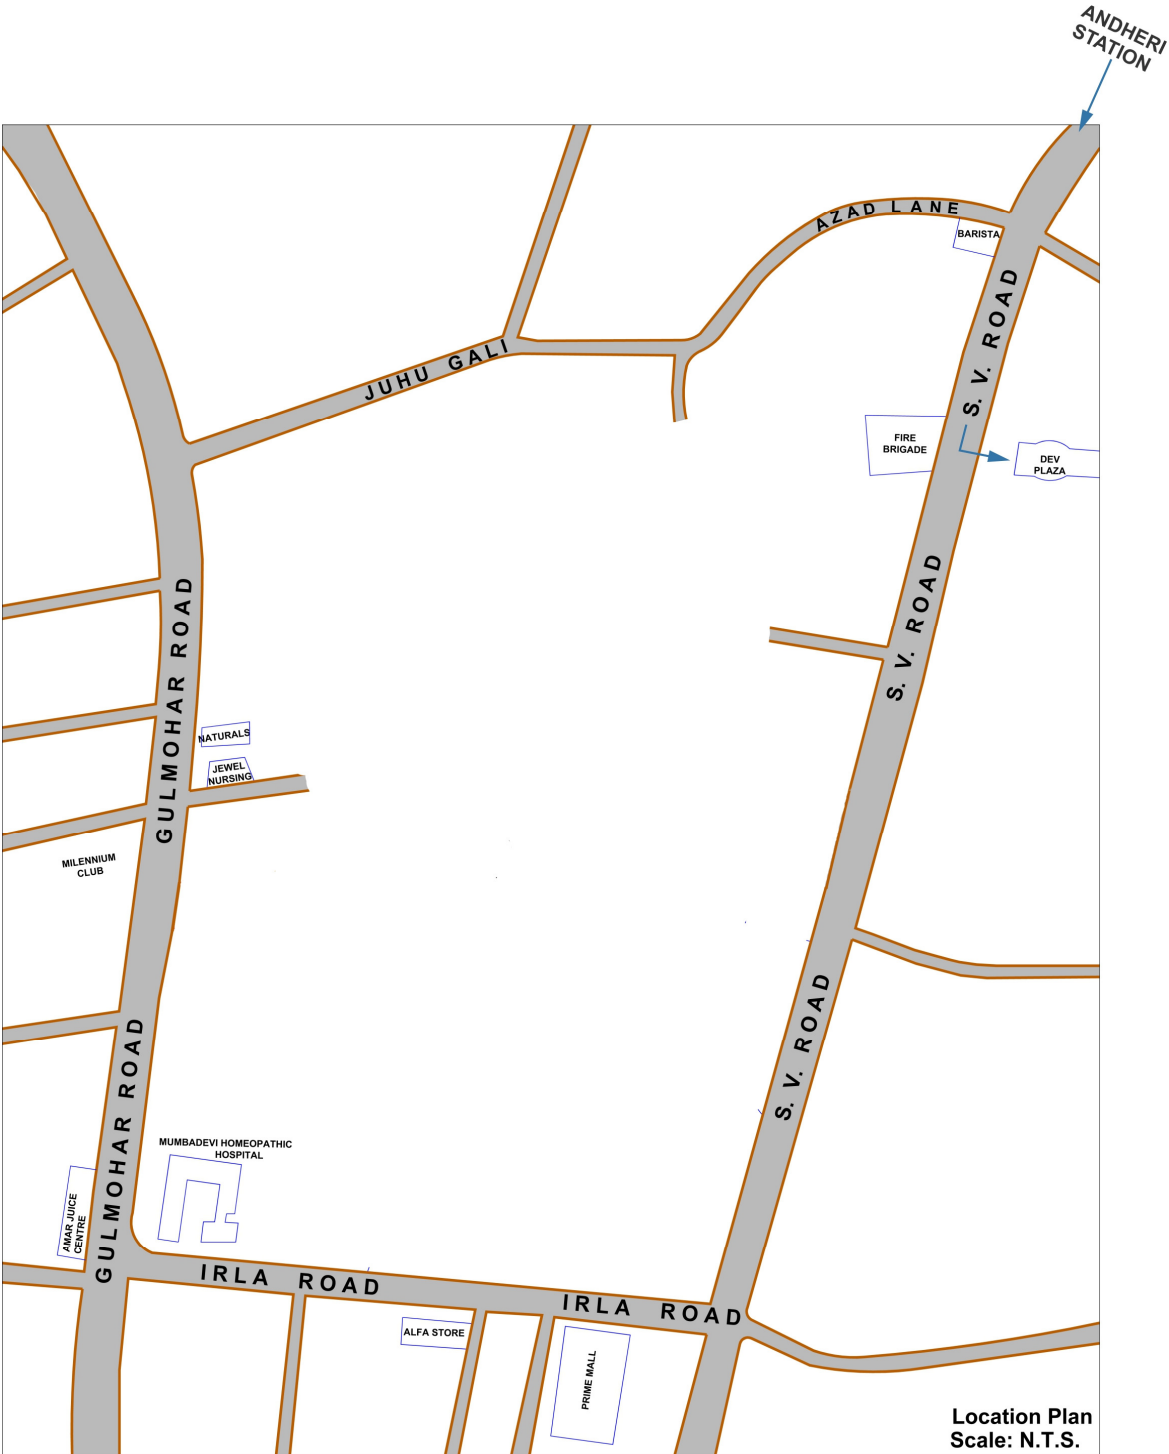 ANDHERI
STATION
AZAD LANE
BARISTA
S. V. ROAD
JUHU GALI
FIRE
BRIGADE
DEV
PLAZA
S. V. ROAD
GULMOHAR ROAD
NATURALS
JEWEL
NURSING
MILENNIUM
CLUB
S. V. ROAD
GULMOHAR ROAD
MUMBADEVI HOMEOPATHIC
HOSPITAL
AMAR JUICE
CENTRE
IRLA ROAD
IRLA ROAD
ALFA STORE
PRIME MALL
Location Plan
Scale: N.T.S.